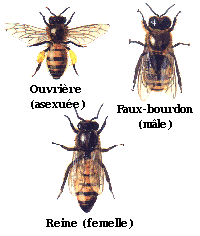 Ouvrière
(asexuée)
Faux-bourdon
(mâle)
Reine (femelle)